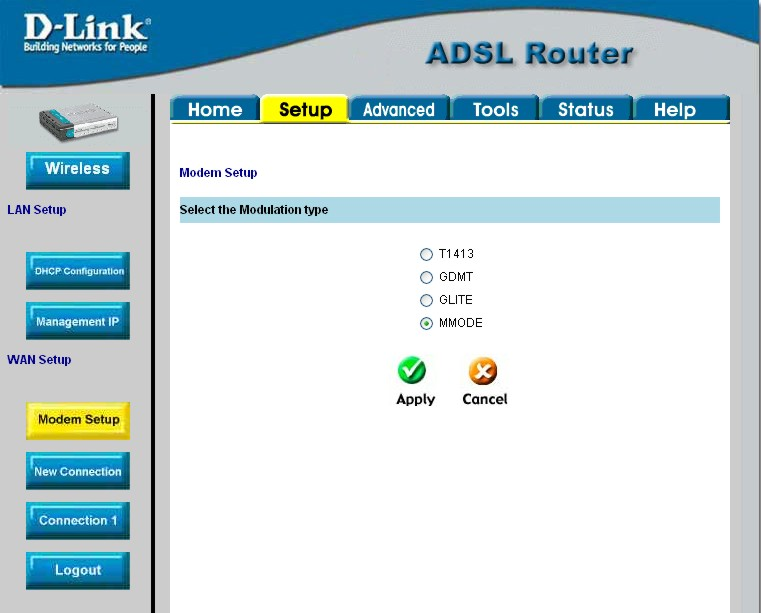 D-Link®
Building Networks for People
ADSL Router
Home Setup Advanced Tools Status Help
Wireless
LAN Setup
DHCP Configuration
Management IP
WAN Setup
Modem Setup
New Connection
Connection 1
Logout
Modem Setup
Select the Modulation type
T1413
GDMT
GLITE
MMODE
Apply Cancel